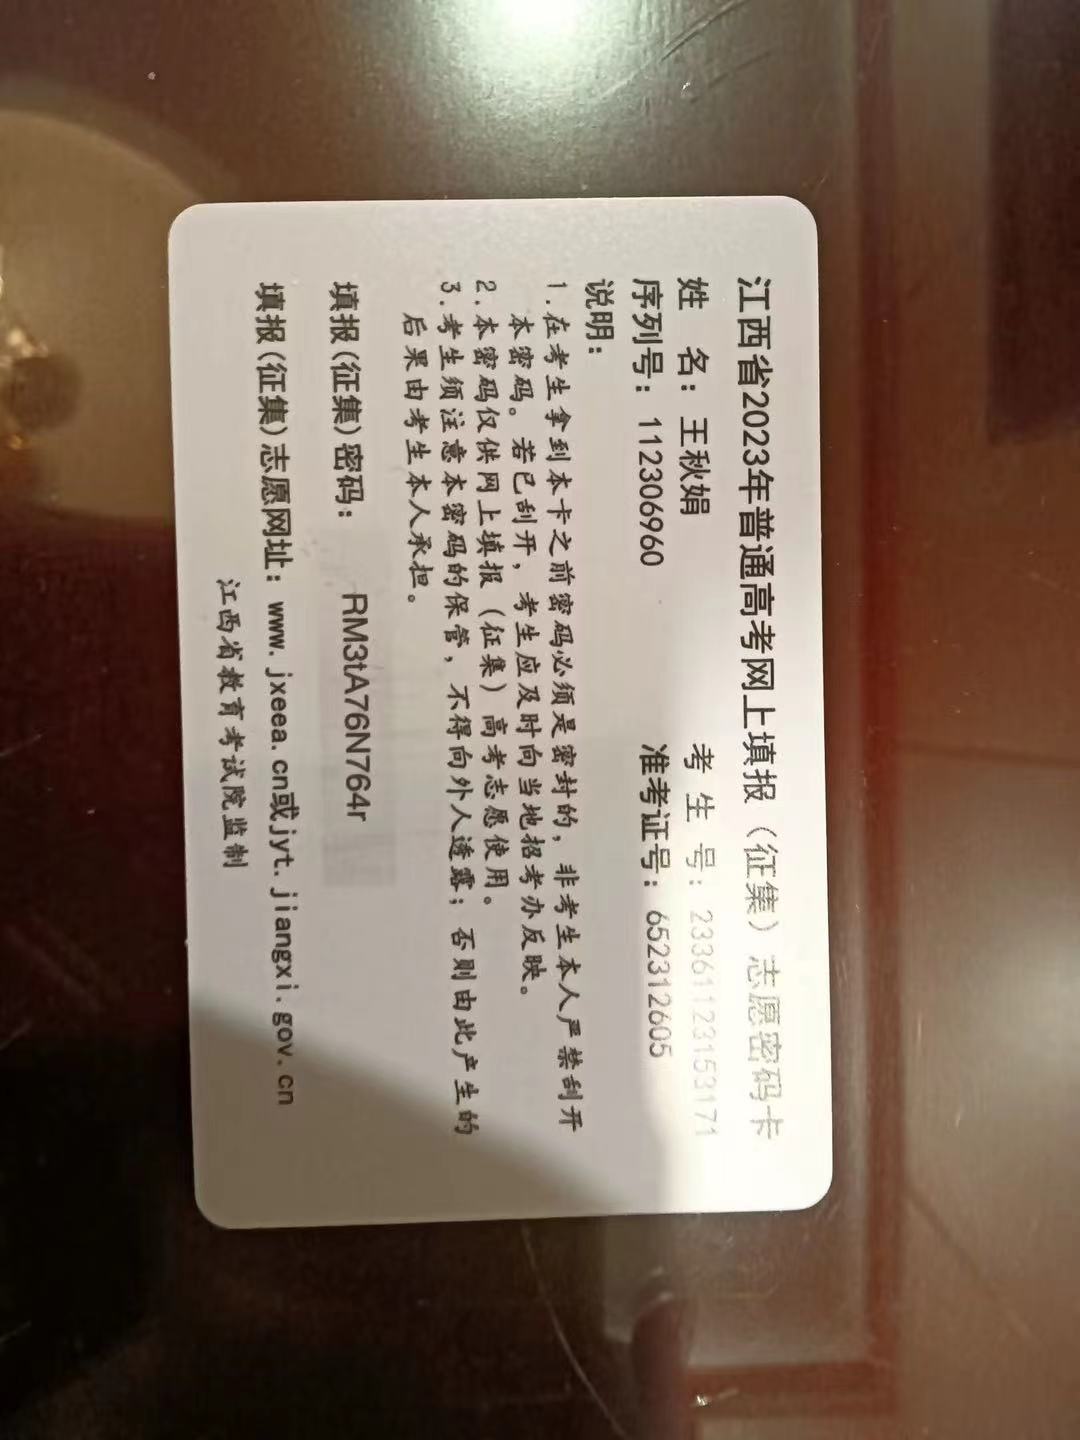 江西省2023年普通高考网上填报（征集）志愿密码卡
姓 名：王秋娟 考 生 号：23361123153171
序列号：112306960 准考证号：652312605
说明：
1.在考生拿到本卡之前密码必须是密封的，非考生本人严禁刮开
本密码。若已刮开，考生应及时向当地招考办反映。
2.本密码仅供网上填报（征集）高考志愿使用。
3.考生须注意本密码的保管，不得向外人透露；否则由此产生的
后果由考生本人承担。
填报(征集)密码： RM3tA76N764r
填报(征集)志愿网址：www.jxeea.cn或jyt.jiangxi.gov.cn
江西省教育考试院监制